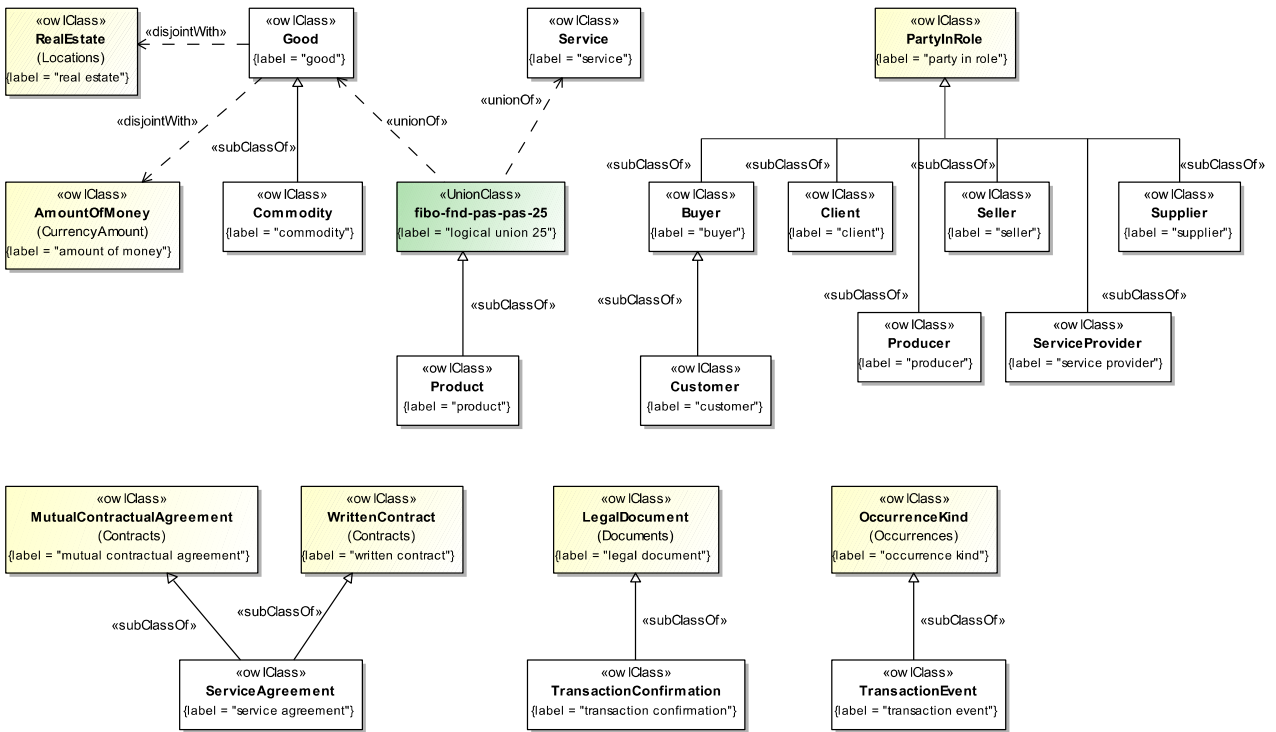 «owlClass»
RealEstate
(Locations)
{label = "real estate"}
«disjointWith»
«owlClass»
Good
{label = "good"}
«owlClass»
Service
{label = "service"}
«owlClass»
PartyInRole
{label = "party in role"}
«disjointWith»
«subClassOf»
«unionOf»
«unionOf»
«owlClass»
AmountOfMoney
(CurrencyAmount)
{label = "amount of money"}
«owlClass»
Commodity
{label = "commodity"}
«UnionClass»
fibo-fnd-pas-pas-25
{label = "logical union 25"}
«subClassOf»
«subClassOf»
«subClassOf»
«subClassOf»
«owlClass»
Buyer
{label = "buyer"}
«owlClass»
Client
{label = "client"}
«owlClass»
Seller
{label = "seller"}
«owlClass»
Supplier
{label = "supplier"}
«subClassOf»
«subClassOf»
«subClassOf»
«subClassOf»
«owlClass»
Product
{label = "product"}
«owlClass»
Customer
{label = "customer"}
«owlClass»
Producer
{label = "producer"}
«owlClass»
ServiceProvider
{label = "service provider"}
«owlClass»
MutualContractualAgreement
(Contracts)
{label = "mutual contractual agreement"}
«owlClass»
WrittenContract
(Contracts)
{label = "written contract"}
«owlClass»
LegalDocument
(Documents)
{label = "legal document"}
«owlClass»
OccurrenceKind
(Occurrences)
{label = "occurrence kind"}
«subClassOf»
«subClassOf»
«subClassOf»
«subClassOf»
«owlClass»
ServiceAgreement
{label = "service agreement"}
«owlClass»
TransactionConfirmation
{label = "transaction confirmation"}
«owlClass»
TransactionEvent
{label = "transaction event"}